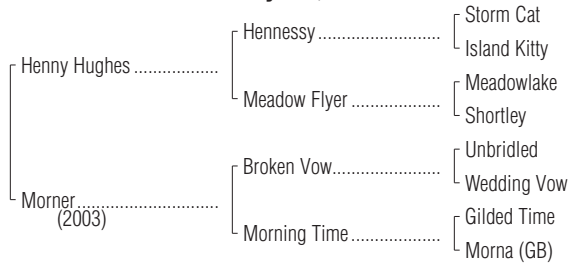 Storm Cat
Hennessy
Island Kitty
Henny Hughes
Meadowlake
Meadow Flyer
Shortley
Unbridled
Broken Vow
Wedding Vow
Morner
(2003)
Gilded Time
Morning Time
Morna (GB)